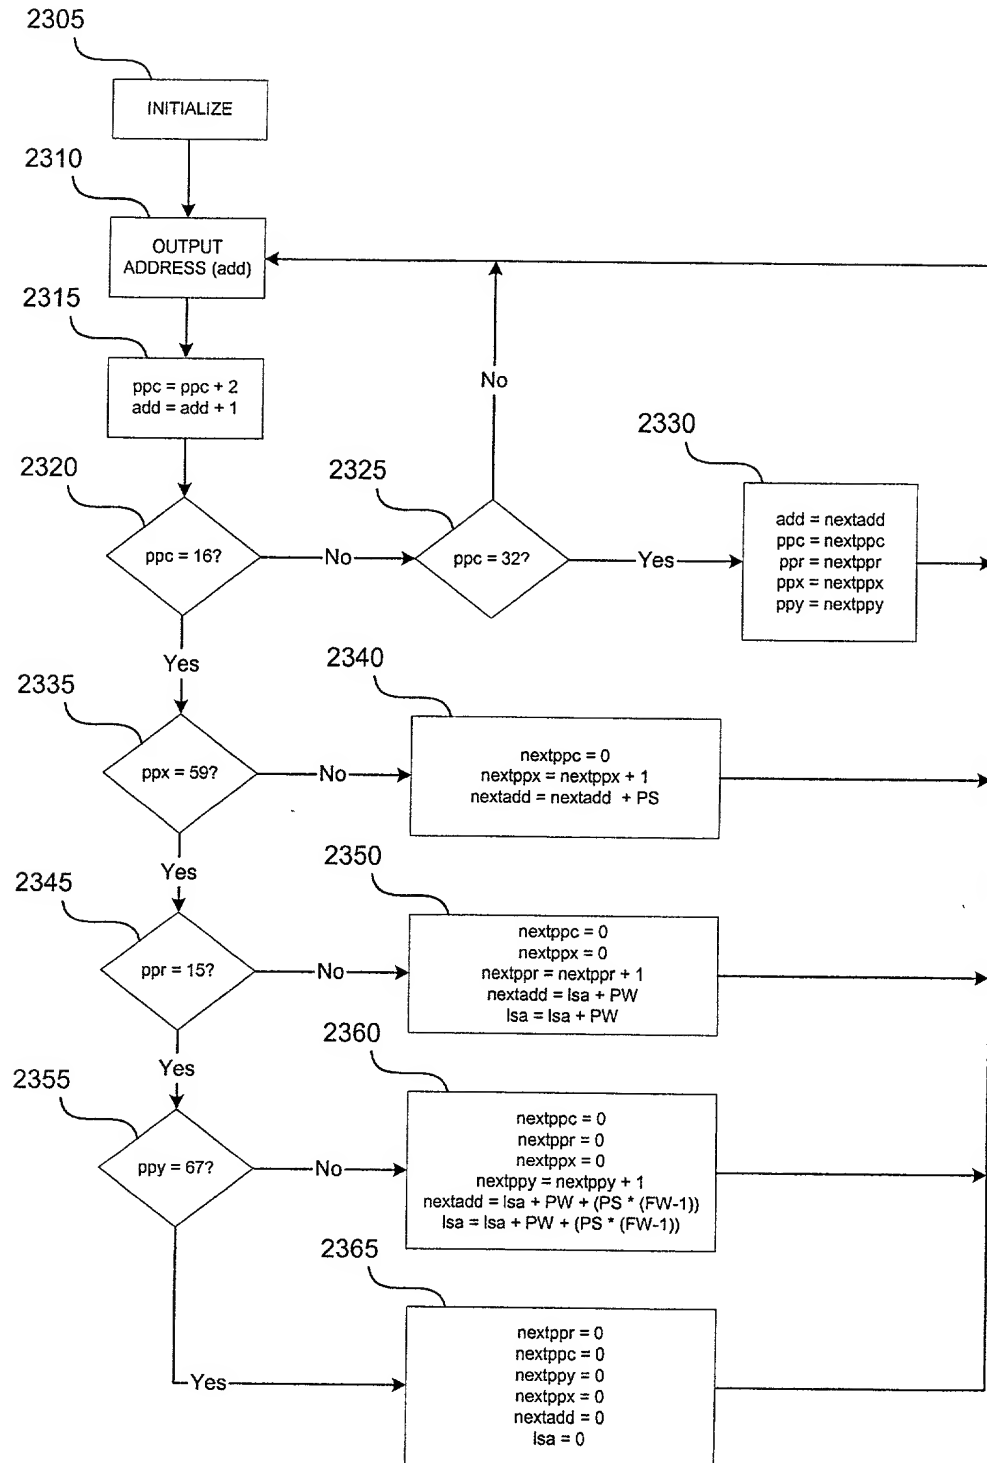 2305
INITIALIZE
2310
OUTPUT
ADDRESS (add)
2315
ppc = ppc + 2
add = add + 1
2320
ppc = 16?
No
2325
ppc = 32?
No
Yes
2330
add = nextadd
ppc = nextppc
ppr = nextppr
ppx = nextppx
ppy = nextppy
Yes
2335
ppx = 59?
No
2340
nextppc = 0
nextppx = nextppx + 1
nextadd = nextadd + PS
Yes
2345
ppr = 15?
No
2350
nextppc = 0
nextppx = 0
nextppr = nextppr + 1
nextadd = lsa + PW
lsa = lsa + PW
Yes
2355
ppy = 67?
No
2360
nextppc = 0
nextppr = 0
nextppx = 0
nextppy = nextppy + 1
nextadd = lsa + PW + (PS * (FW-1))
lsa = lsa + PW + (PS * (FW-1))
Yes
2365
nextppr = 0
nextppc = 0
nextppy = 0
nextppx = 0
nextadd = 0
lsa = 0